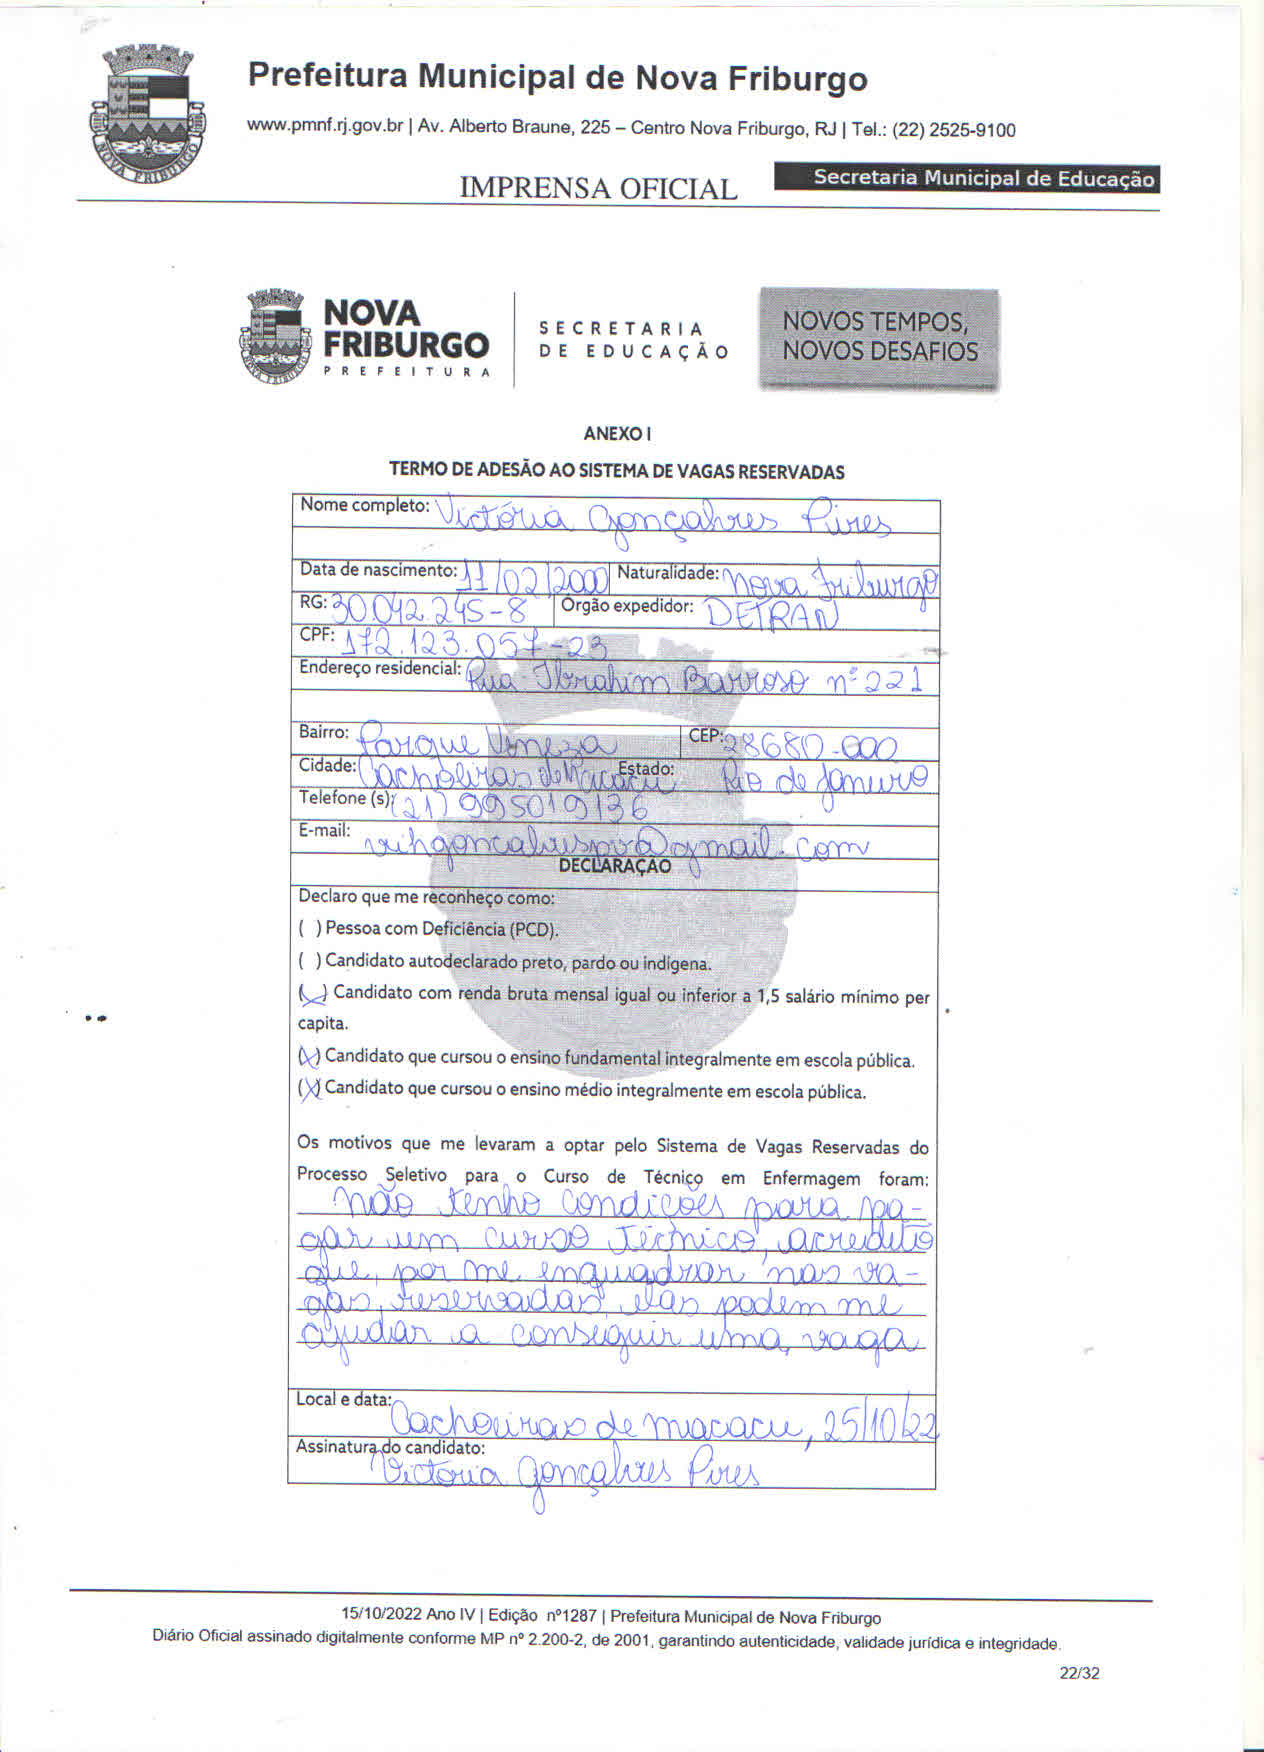 Prefeitura Municipal de Nova Friburgo
www.pmnf.rj.gov.br | Av. Alberto Braune, 225 – Centro Nova Friburgo, RJ | Tel.: (22) 2525-9100
NOVA FRIBURGO
IMPRENSA OFICIAL
Secretaria Municipal de Educação
NOVA
FRIBURGO
PREFEITURA
SECRETARIA
DE EDUCAÇÃO
NOVOS TEMPOS,
NOVOS DESAFIOS
ANEXO I
TERMO DE ADESÃO AO SISTEMA DE VAGAS RESERVADAS
Nome completo: Victória Gonçalves Pires
Data de nascimento: 11/02/2000 Naturalidade: Nova Friburgo
RG: 30.042.245-8 Órgão expedidor: DETRAN
CPF: 172.123.057-23
Endereço residencial: Rua Ibrahim Barroso nº 221
Bairro: Parque Veneza CEP: 28680-000
Cidade: Cachoeiras de Macacu Estado: Rio de Janeiro
Telefone (s): (21) 995019136
E-mail: vihgoncalvespv@gmail.com
DECLARAÇÃO
Declaro que me reconheço como:
( ) Pessoa com Deficiência (PCD).
( ) Candidato autodeclarado preto, pardo ou indígena.
(X) Candidato com renda bruta mensal igual ou inferior a 1,5 salário mínimo per
capita.
(X) Candidato que cursou o ensino fundamental integralmente em escola pública.
(X) Candidato que cursou o ensino médio integralmente em escola pública.
Os motivos que me levaram a optar pelo Sistema de Vagas Reservadas do
Processo Seletivo para o Curso de Técnico em Enfermagem foram:
Não tenho condições para pa-
gar um curso técnico, acredito
que, por me enquadrar nas va-
gas reservadas elas podem me
ajudar a conseguir uma vaga
Local e data: Cachoeiras de Macacu, 25/10/22
Assinatura do candidato: Victória Gonçalves Pires
15/10/2022 Ano IV | Edição nº1287 | Prefeitura Municipal de Nova Friburgo
Diário Oficial assinado digitalmente conforme MP nº 2.200-2, de 2001, garantindo autenticidade, validade jurídica e integridade.
22/32